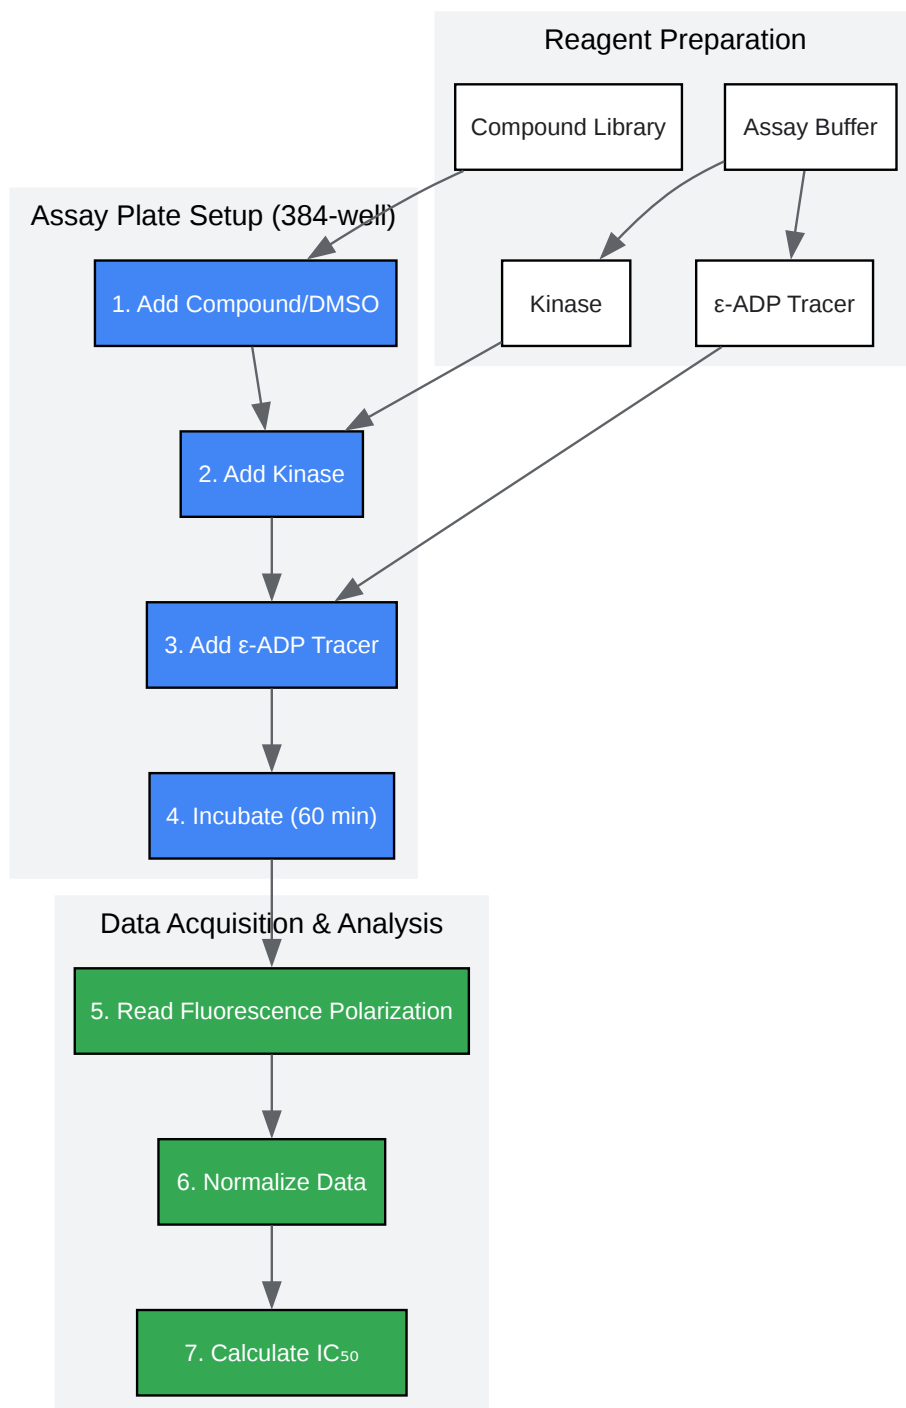 Reagent Preparation
Compound Library
Assay Buffer
Assay Plate Setup (384-well)
1. Add Compound/DMSO
Kinase
ε-ADP Tracer
2. Add Kinase
3. Add ε-ADP Tracer
4. Incubate (60 min)
Data Acquisition & Analysis
5. Read Fluorescence Polarization
6. Normalize Data
7. Calculate IC₅₀